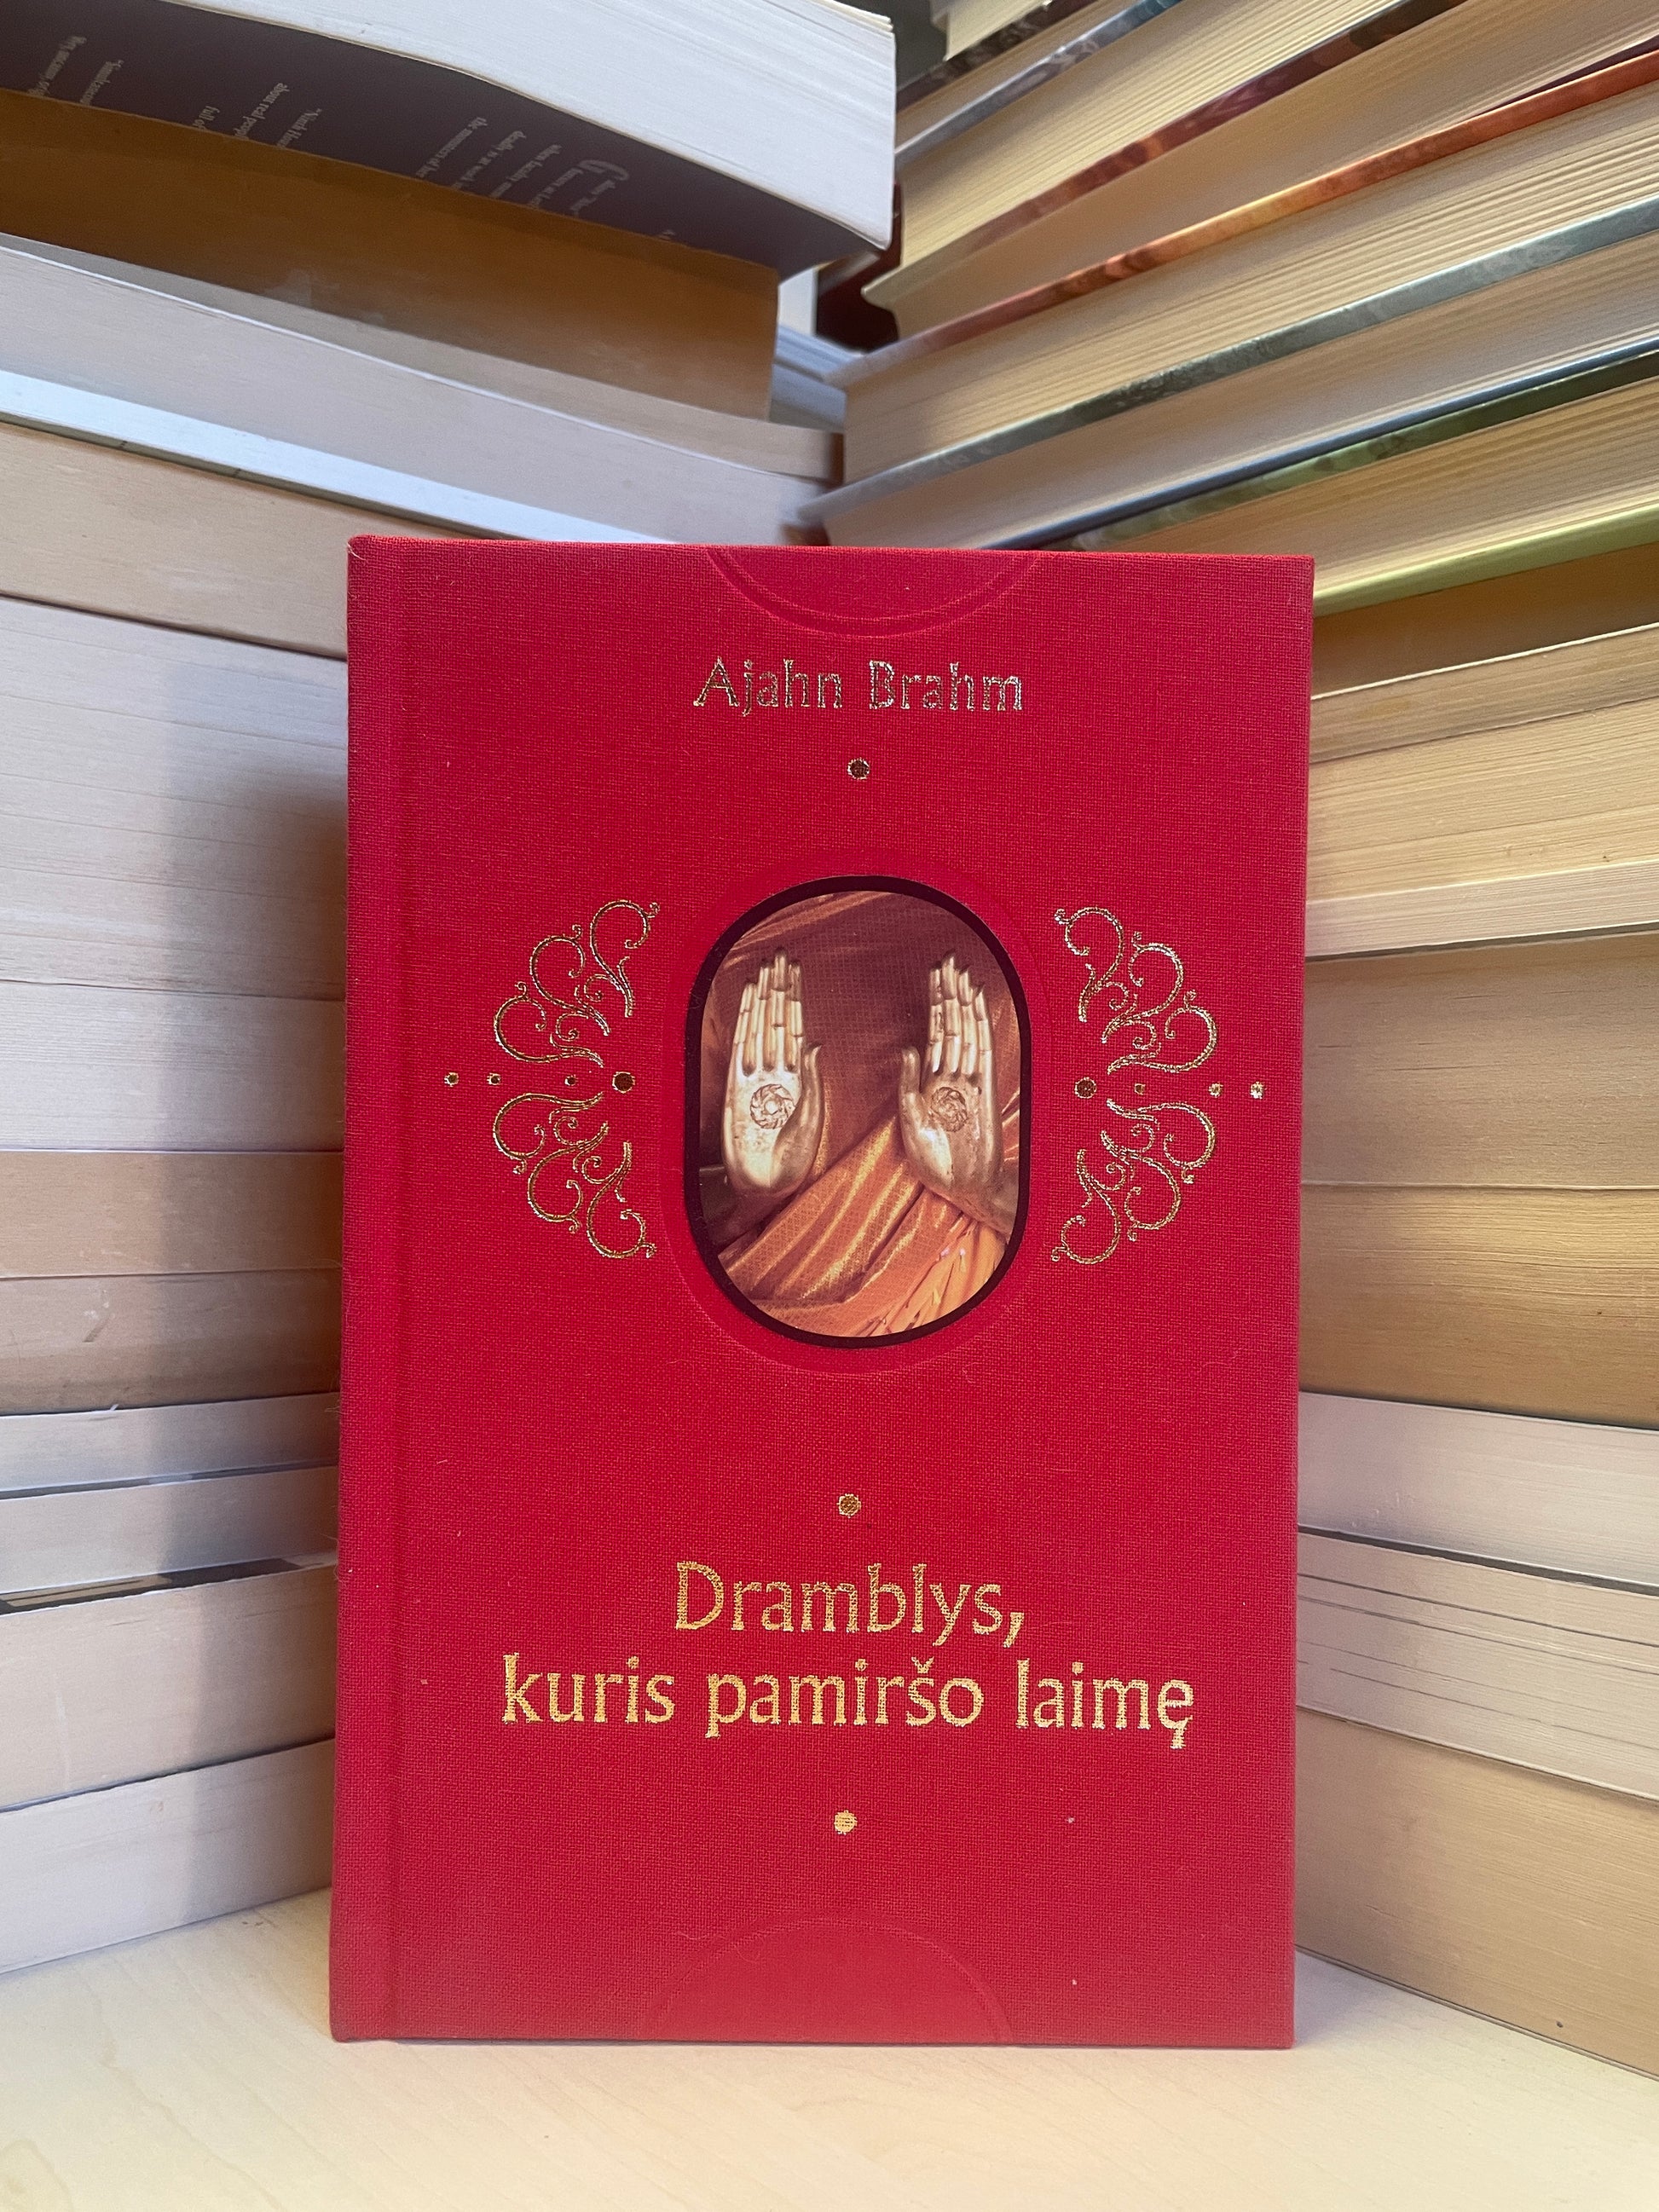 Ajahn Brahm
Dramblys,
kuris pamiršo laimę